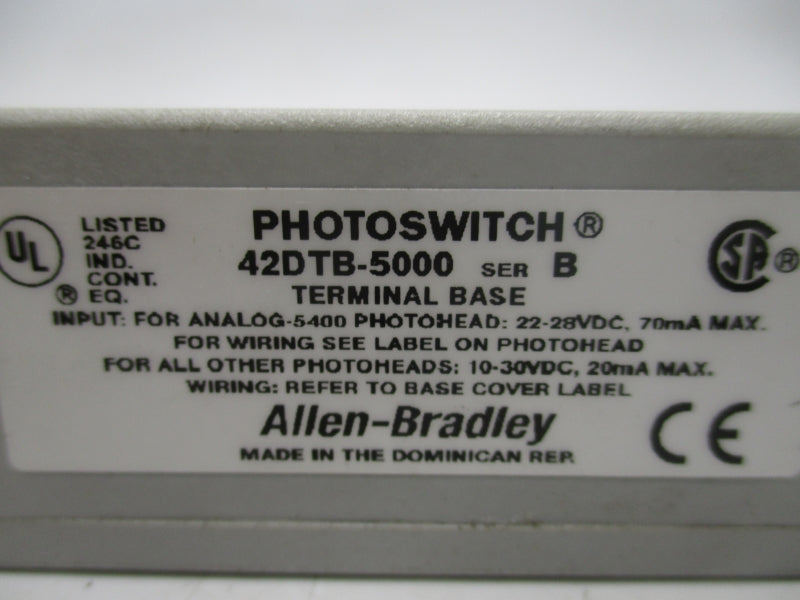 UL
LISTED
246C
IND.
CONT.
® EQ.
PHOTOSWITCH®
42DTB-5000 SER B
TERMINAL BASE
INPUT: FOR ANALOG-5400 PHOTOHEAD: 22-28VDC, 70mA MAX.
FOR WIRING SEE LABEL ON PHOTOHEAD
FOR ALL OTHER PHOTOHEADS: 10-30VDC, 20mA MAX.
WIRING: REFER TO BASE COVER LABEL
Allen-Bradley
MADE IN THE DOMINICAN REP.
SA ®
CE